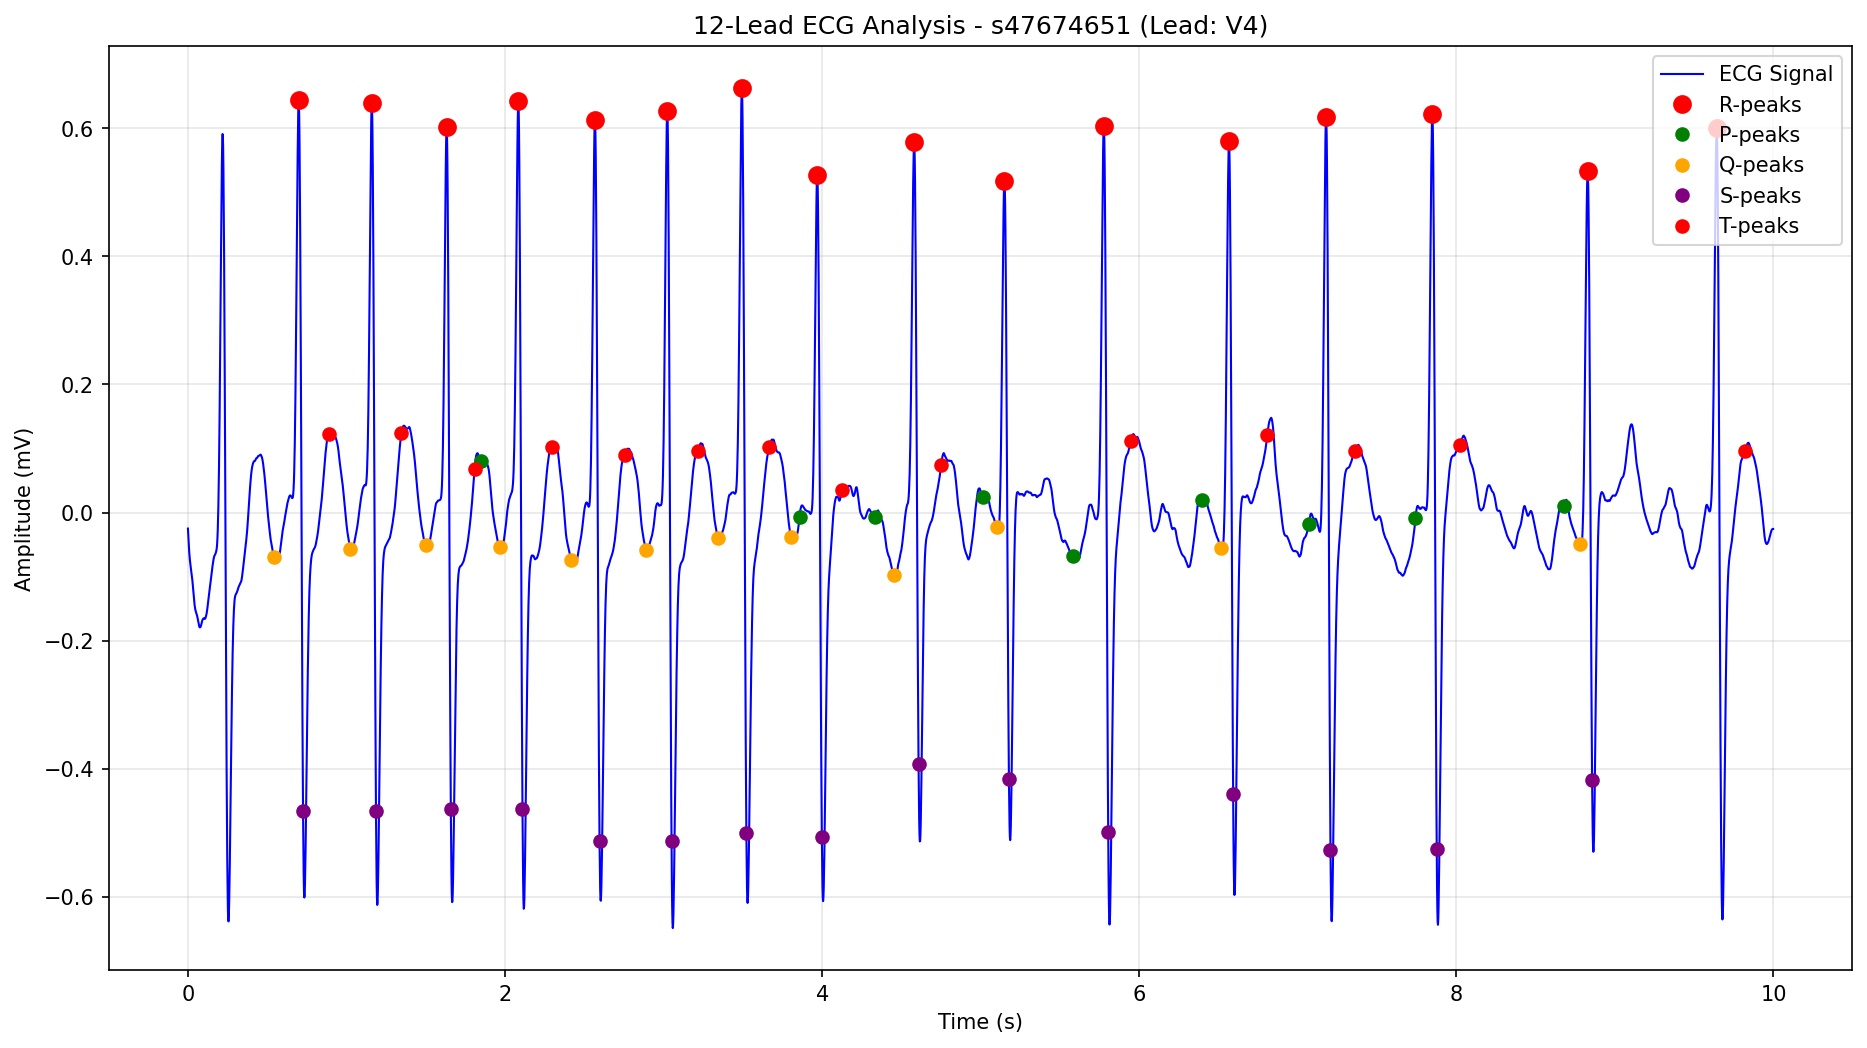 12-Lead ECG Analysis - s47674651 (Lead: V4)
ECG Signal
R-peaks
P-peaks
Q-peaks
S-peaks
T-peaks
Amplitude (mV)
0.6
0.4
0.2
0.0
−0.2
−0.4
−0.6
0 2 4 6 8 10
Time (s)